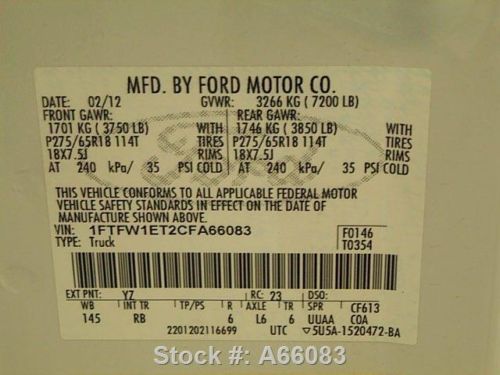 MFD. BY FORD MOTOR CO.
DATE: 02/12 GVWR: 3266 KG (7200 LB)
FRONT GAWR: REAR GAWR:
1701 KG (3750 LB) WITH 1746 KG (3850 LB) WITH
P275/65R18 114T TIRES P275/65R18 114T TIRES
18X7.5J RIMS 18X7.5J RIMS
AT 240 kPa/ 35 PSI COLD AT 240 kPa/ 35 PSI COLD
THIS VEHICLE CONFORMS TO ALL APPLICABLE FEDERAL MOTOR
VEHICLE SAFETY STANDARDS IN EFFECT ON THE DATE OF
MANUFACTURE SHOWN ABOVE.
VIN: 1FTFW1ET2CFA66083 F0146
TYPE: Truck T0354
EXT PNT: YZ RC: 23 DSO:
WB INT TR TP/PS R AXLE TR SPR CF613
145 RB 6 L6 6 UUAA COA
2201202116699 UTC 5U5A-1520472-BA
Stock #: A66083